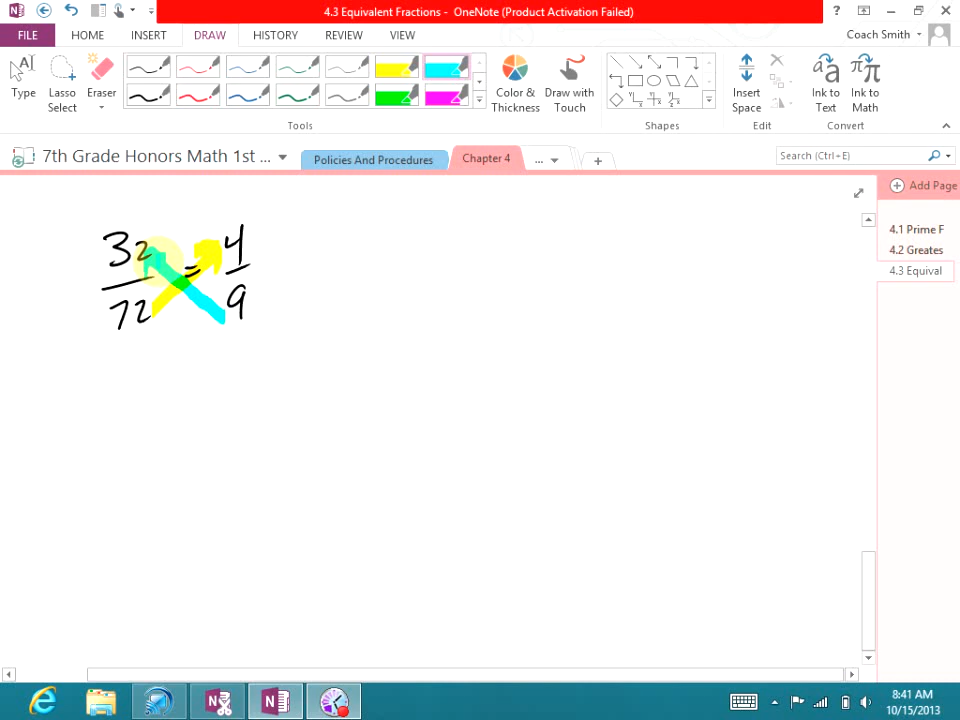 4.3 Equivalent Fractions - OneNote (Product Activation Failed)
FILE HOME INSERT DRAW HISTORY REVIEW VIEW Coach Smith
Type Lasso Select Eraser Color & Thickness Draw with Touch Insert Space Ink to Text Ink to Math
Tools Shapes Edit Convert
7th Grade Honors Math 1st ... Policies And Procedures Chapter 4 ... Search (Ctrl+E)
Add Page
4.1 Prime F
4.2 Greates
4.3 Equival
32/72 = 4/9
8:41 AM
10/15/2013